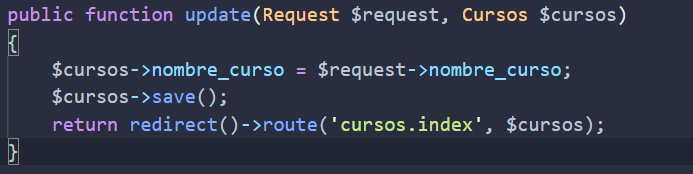 public function update(Request $request, Cursos $cursos)
{
    $cursos->nombre_curso = $request->nombre_curso;
    $cursos->save();
    return redirect()->route('cursos.index', $cursos);
}